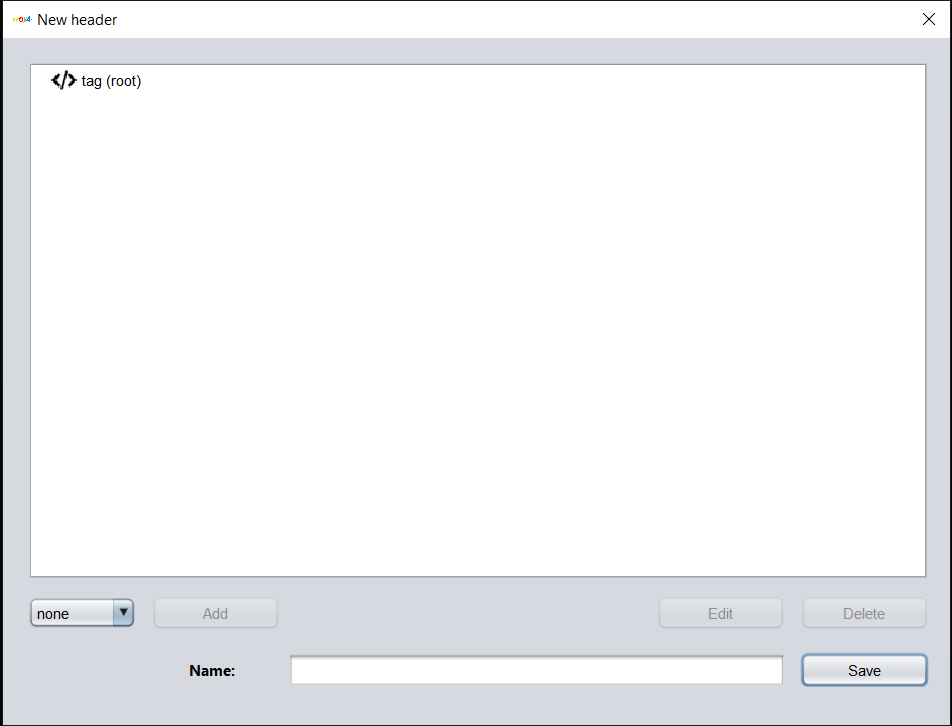 New header
</> tag (root)
none Add Edit Delete
Name: Save